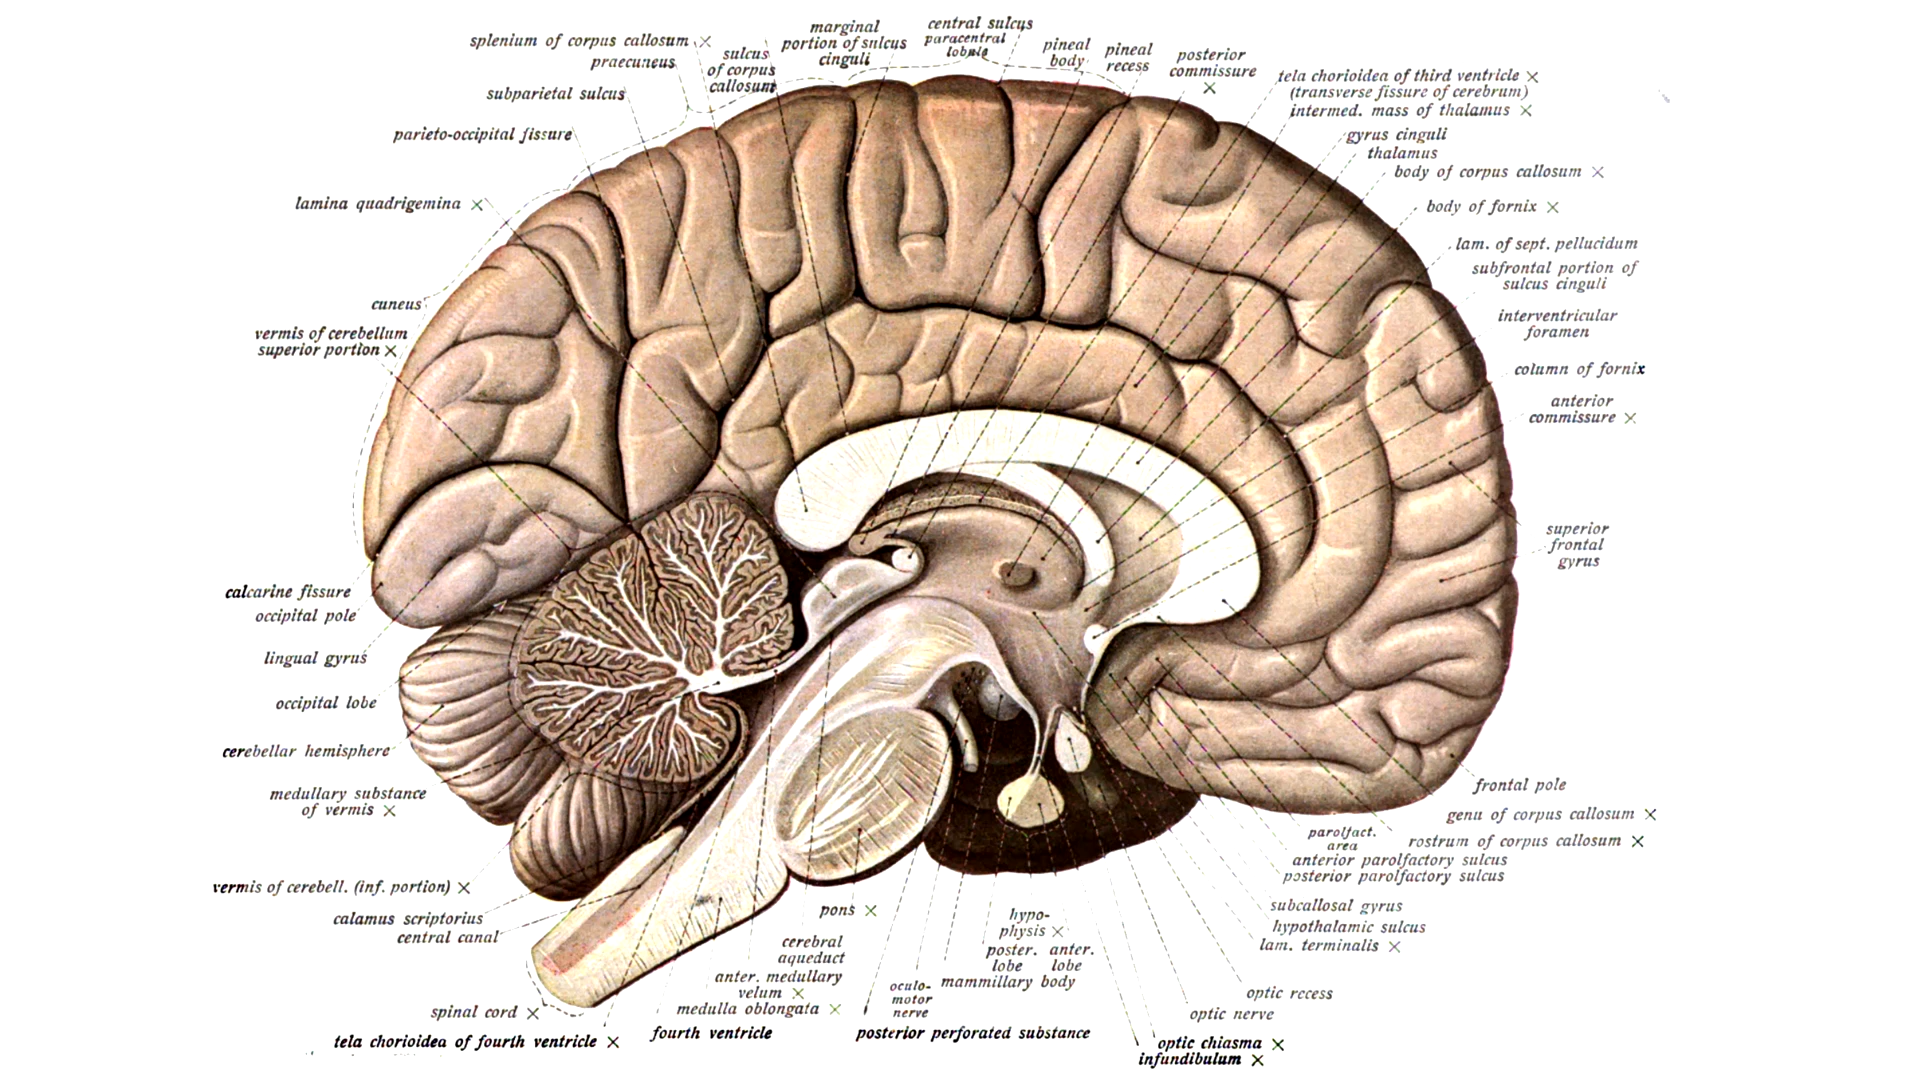 splenium of corpus callosum ×
praecuneus
subparietal sulcus
parieto-occipital fissure
lamina quadrigemina ×
cuneus
vermis of cerebellum
superior portion ×
calcarine fissure
occipital pole
lingual gyrus
occipital lobe
cerebellar hemisphere
medullary substance
of vermis ×
vermis of cerebell. (inf. portion) ×
calamus scriptorius
central canal
spinal cord ×
tela chorioidea of fourth ventricle ×
sulcus
of corpus
callosum
marginal
portion of sulcus
cinguli
central sulcus
paracentral
lobule
pineal
body
pineal
recess
posterior
commissure
×
tela chorioidea of third ventricle ×
(transverse fissure of cerebrum)
intermed. mass of thalamus ×
gyrus cinguli
thalamus
body of corpus callosum ×
body of fornix ×
lam. of sept. pellucidum
subfrontal portion of
sulcus cinguli
interventricular
foramen
column of fornix
anterior
commissure ×
superior
frontal
gyrus
frontal pole
genu of corpus callosum ×
rostrum of corpus callosum ×
parolfact.
area
anterior parolfactory sulcus
posterior parolfactory sulcus
subcallosal gyrus
hypothalamic sulcus
lam. terminalis ×
optic recess
optic nerve
optic chiasma ×
infundibulum ×
pons ×
cerebral
aqueduct
anter. medullary
velum ×
medulla oblongata ×
fourth ventricle
hypo-
physis ×
poster. anter.
lobe lobe
mammillary body
oculo-
motor
nerve
posterior perforated substance